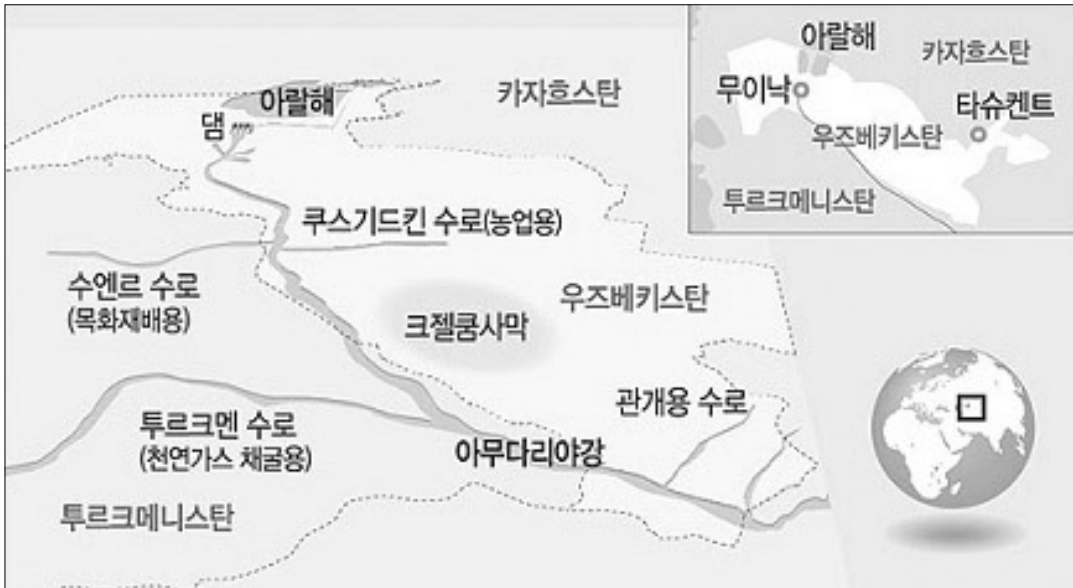 아랄해
댐
카자흐스탄
쿠스기드킨 수로(농업용)
수엔르 수로
(목화재배용)
우즈베키스탄
크젤쿰사막
관개용 수로
투르크멘 수로
(천연가스 채굴용)
아무다리야강
투르크메니스탄
아랄해
카자흐스탄
무이낙
타슈켄트
우즈베키스탄
투르크메니스탄